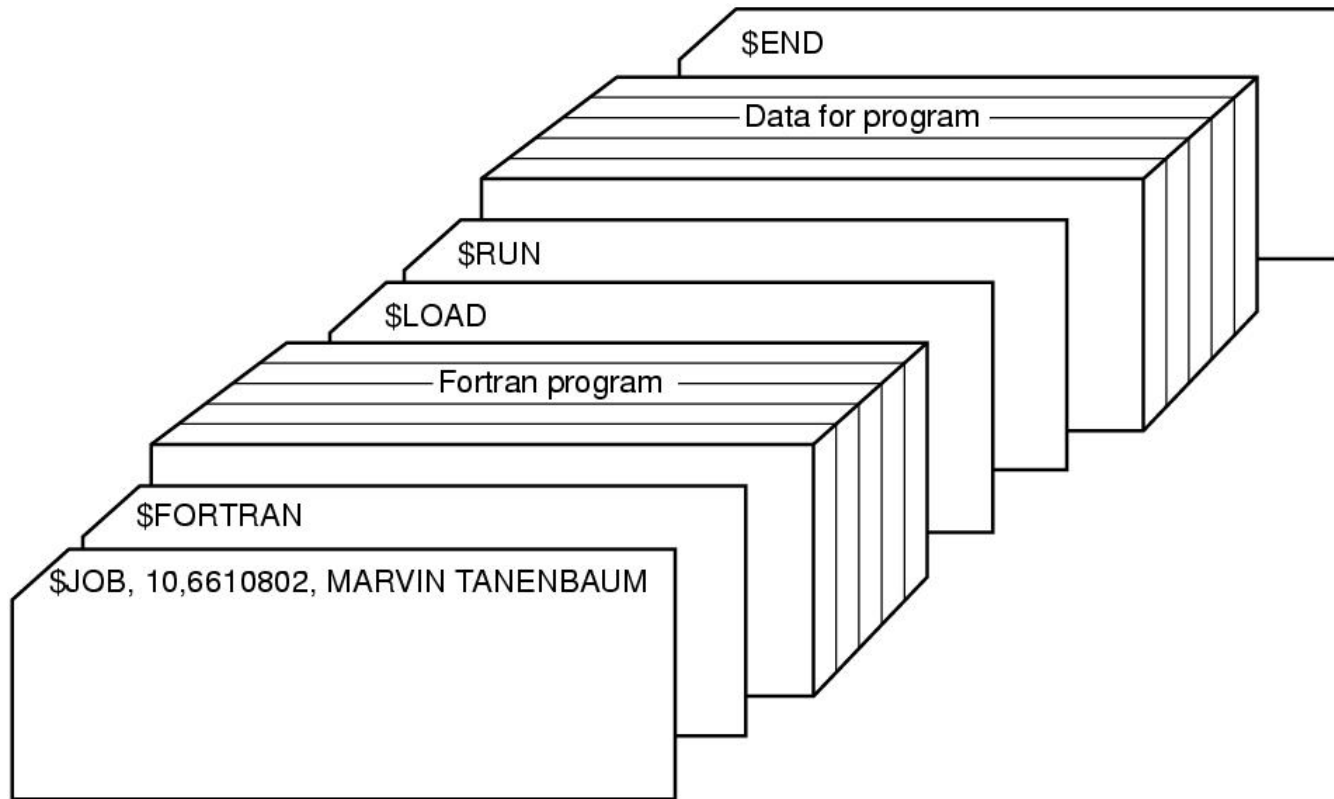 $END
Data for program
$RUN
$LOAD
Fortran program
$FORTRAN
$JOB, 10,6610802, MARVIN TANENBAUM